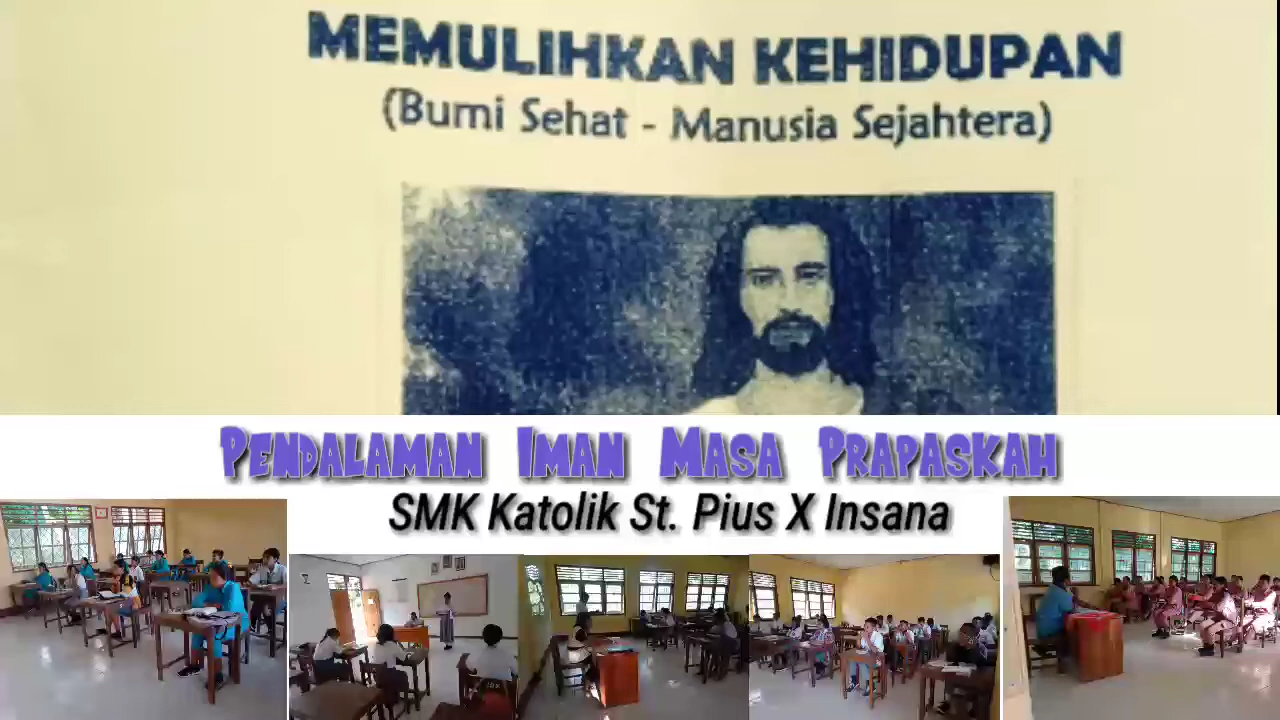 MEMULIHKAN KEHIDUPAN
(Bumi Sehat - Manusia Sejahtera)
PENDALAMAN IMAN MASA PRAPASKAH
SMK Katolik St. Pius X Insana